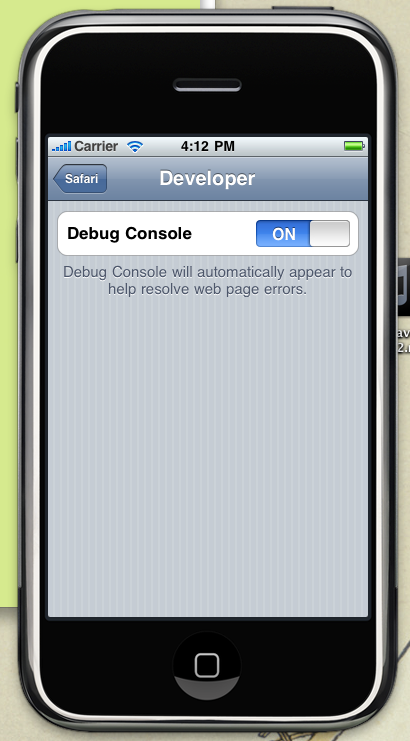 Carrier 4:12 PM
Safari Developer
Debug Console ON
Debug Console will automatically appear to
help resolve web page errors.